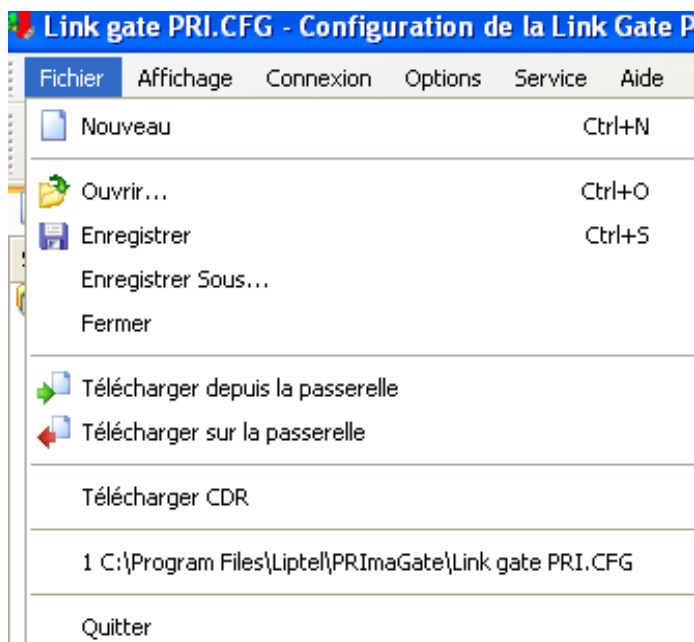 Link gate PRI.CFG - Configuration de la Link Gate P
Fichier Affichage Connexion Options Service Aide
Nouveau Ctrl+N
Ouvrir... Ctrl+O
Enregistrer Ctrl+S
Enregistrer Sous...
Fermer
Télécharger depuis la passerelle
Télécharger sur la passerelle
Télécharger CDR
1 C:\Program Files\Liptel\PRImaGate\Link gate PRI.CFG
Quitter